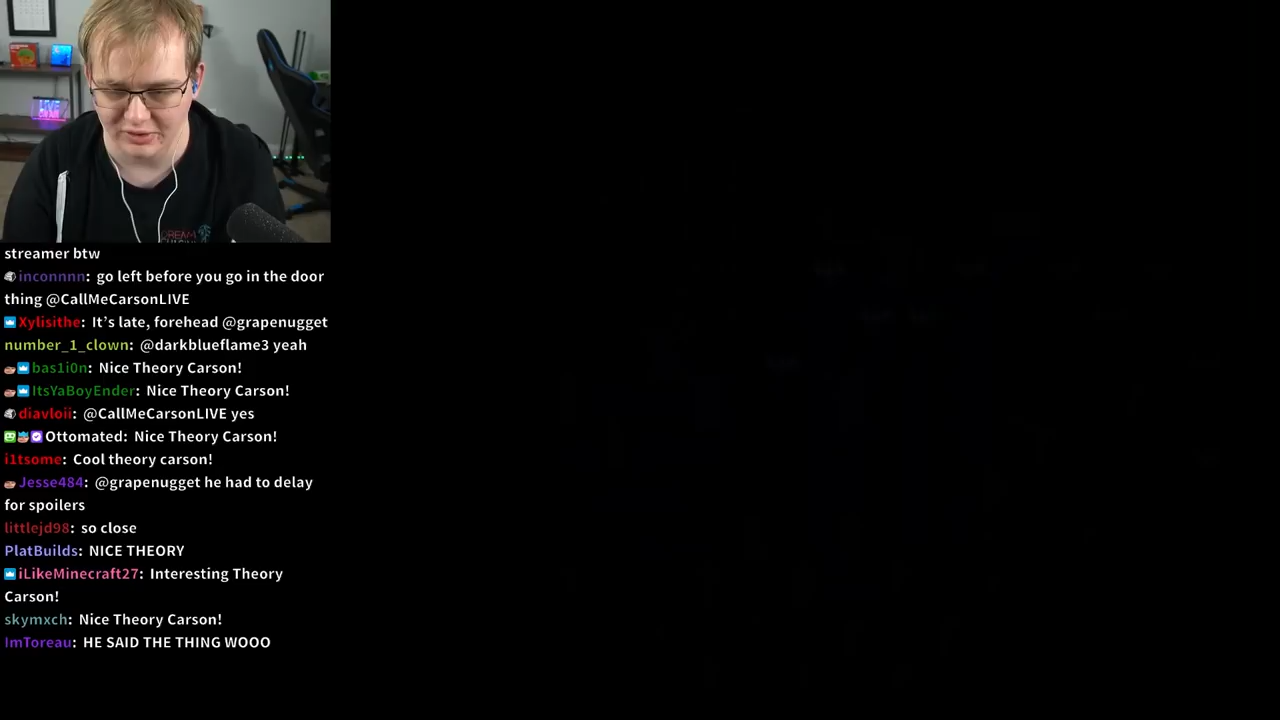 LIVE
DREAM
streamer btw
inconnnn: go left before you go in the door
thing @CallMeCarsonLIVE
Xylisithe: It’s late, forehead @grapenugget
number_1_clown: @darkblueflame3 yeah
bas1i0n: Nice Theory Carson!
ItsYaBoyEnder: Nice Theory Carson!
diavloii: @CallMeCarsonLIVE yes
Ottomated: Nice Theory Carson!
i1tsome: Cool theory carson!
Jesse484: @grapenugget he had to delay
for spoilers
littlejd98: so close
PlatBuilds: NICE THEORY
iLikeMinecraft27: Interesting Theory
Carson!
skymxch: Nice Theory Carson!
ImToreau: HE SAID THE THING WOOO